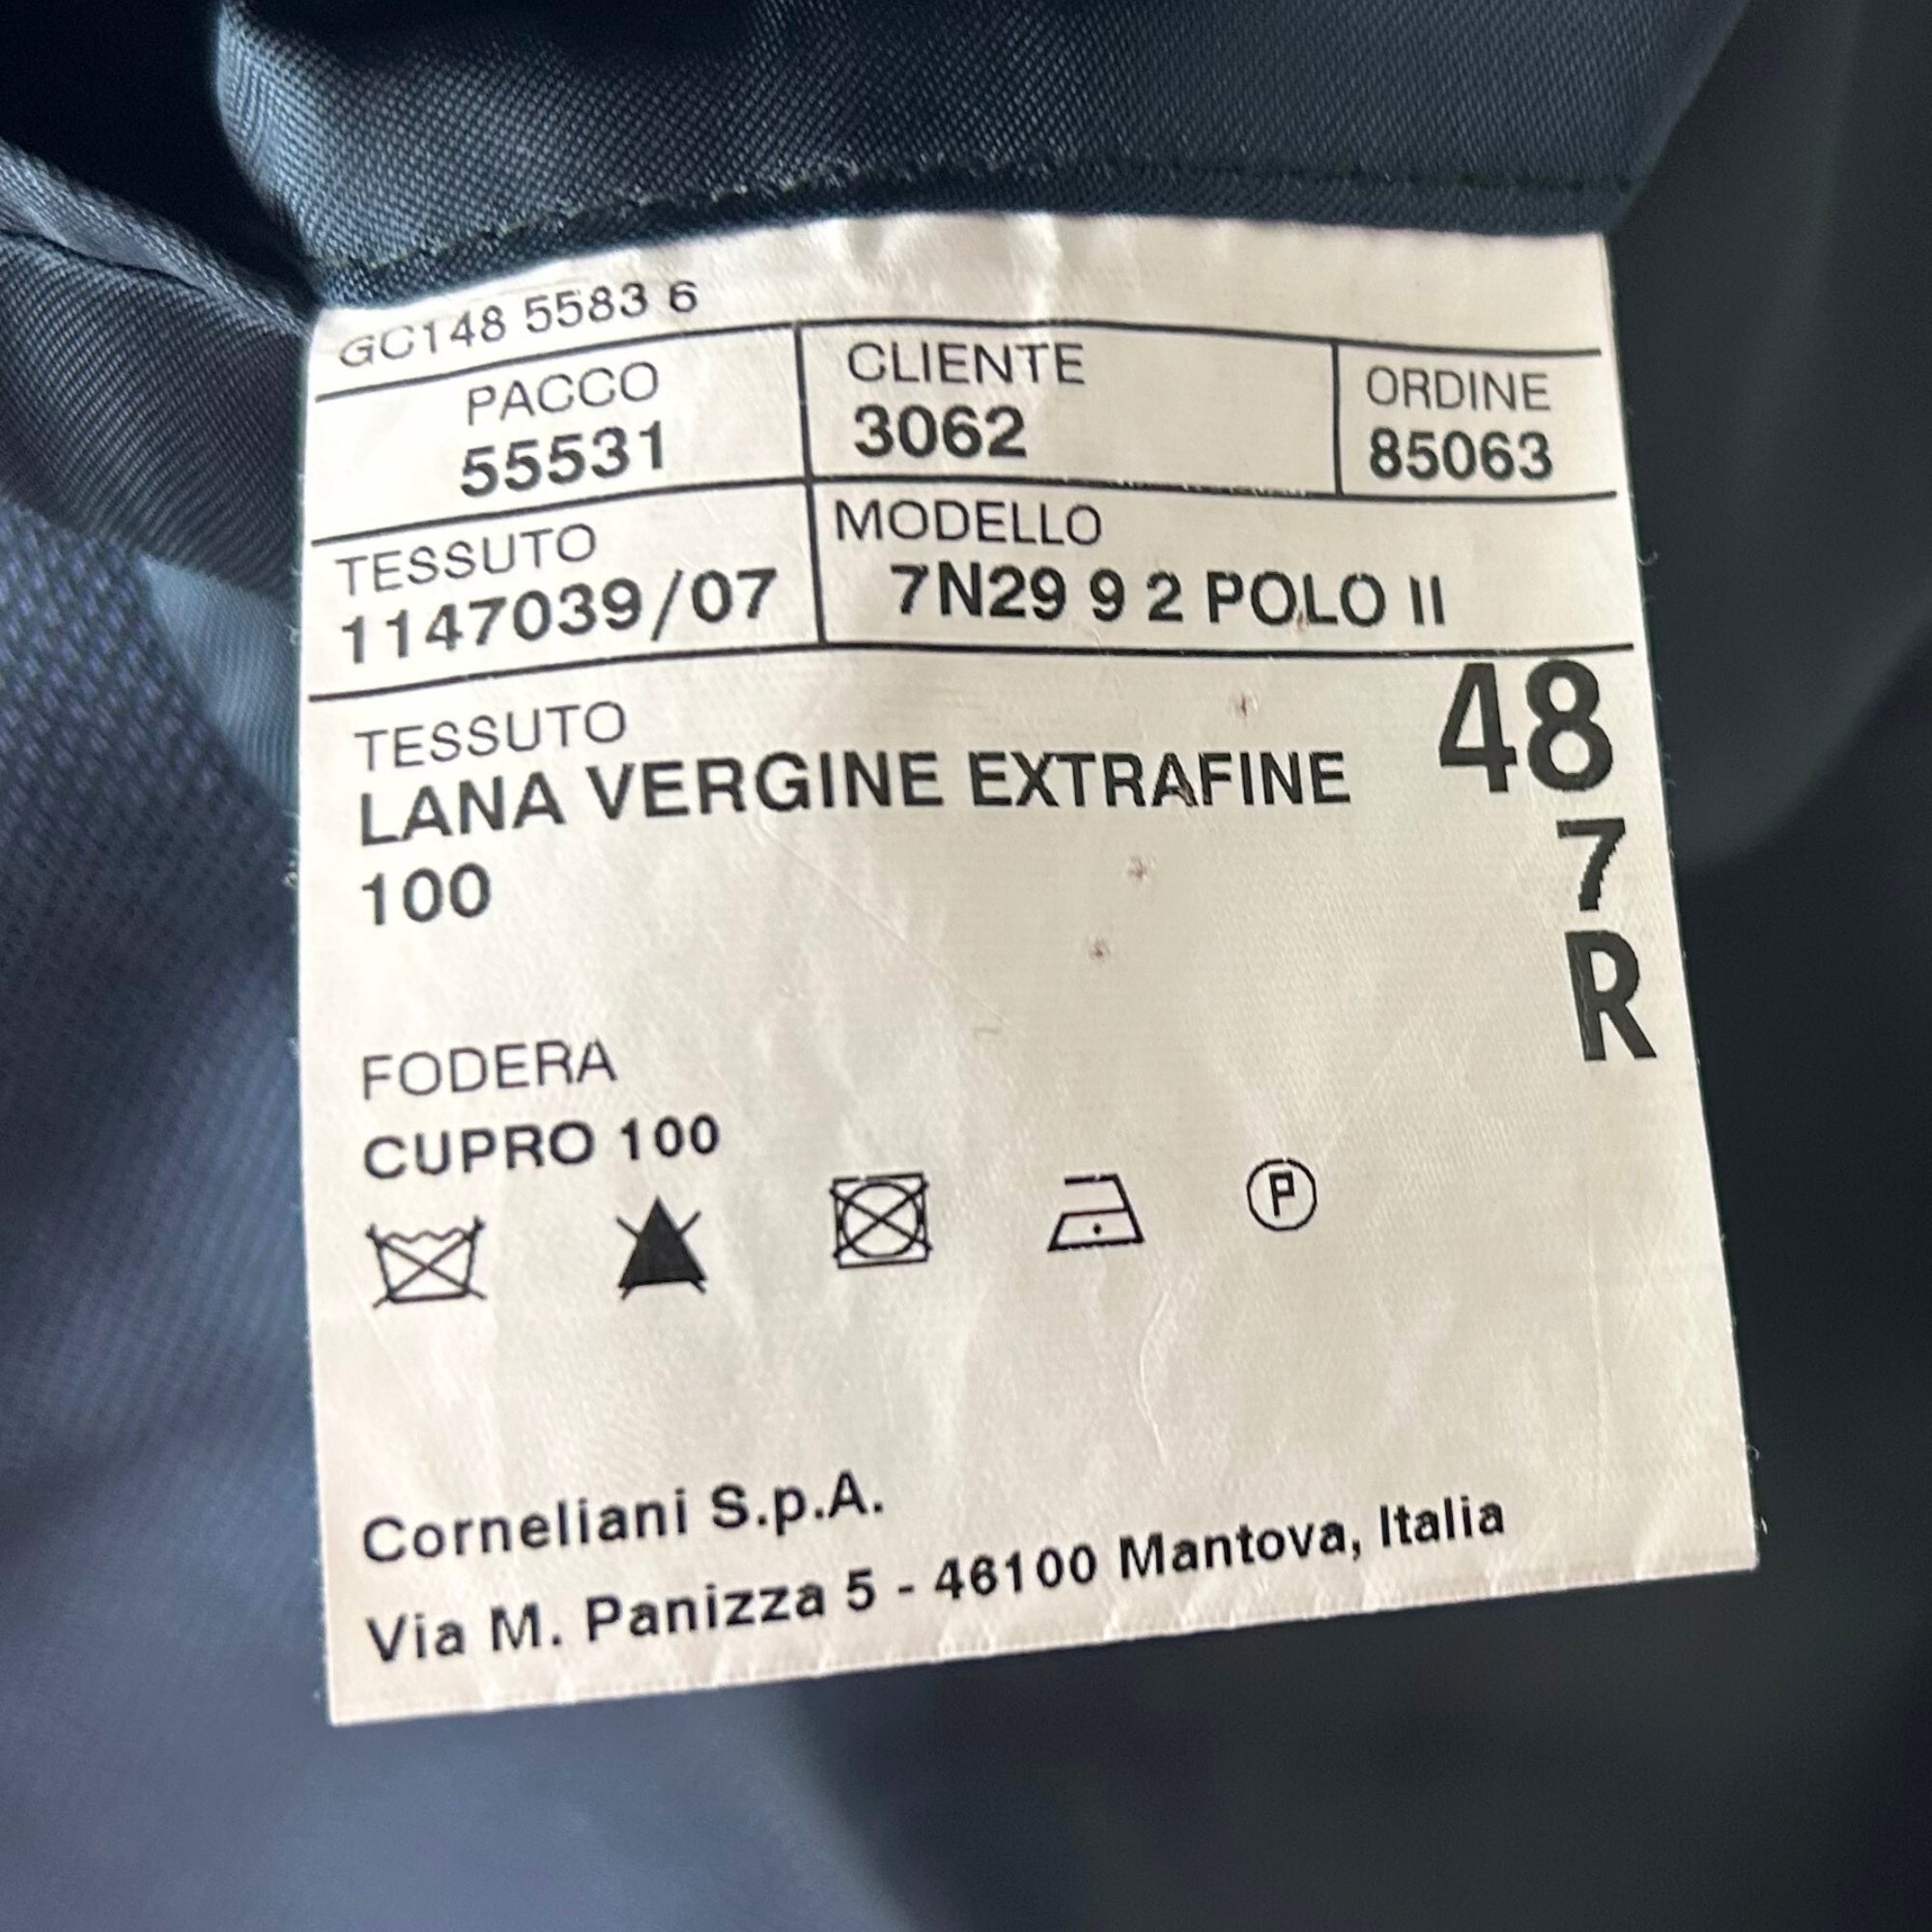 GC148 5583 6
PACCO
55531
CLIENTE
3062
ORDINE
85063
TESSUTO
1147039/07
MODELLO
7N29 9 2 POLO II
TESSUTO
LANA VERGINE EXTRAFINE
100
48
7
R
FODERA
CUPRO 100
P
Corneliani S.p.A.
Via M. Panizza 5 - 46100 Mantova, Italia